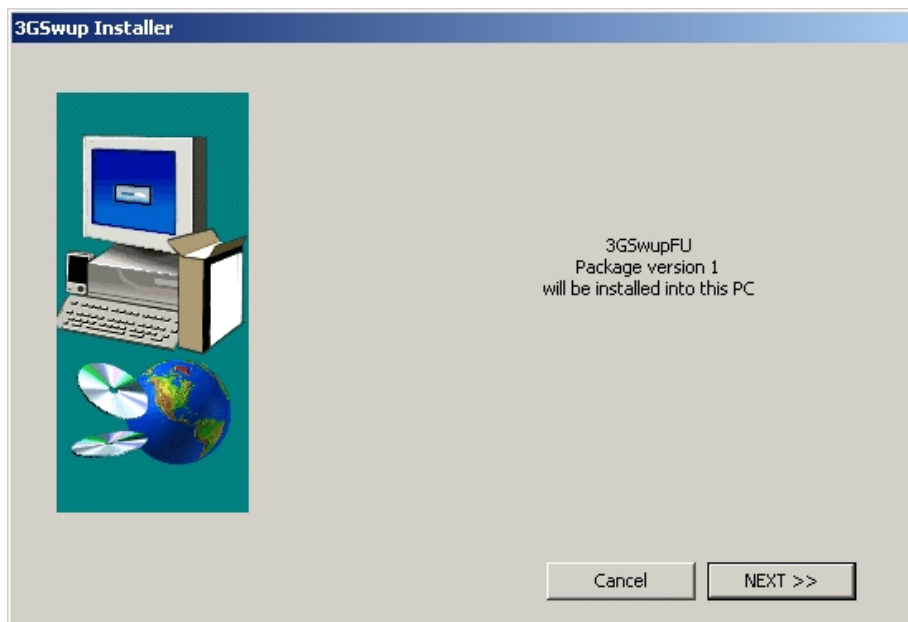 3GSwup Installer
3GSwupFU
Package version 1
will be installed into this PC
Cancel
NEXT >>